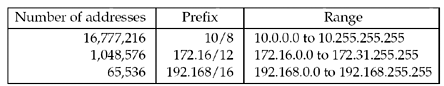 Number of addresses Prefix Range
16,777,216 10/8 10.0.0.0 to 10.255.255.255
1,048,576 172.16/12 172.16.0.0 to 172.31.255.255
65,536 192.168/16 192.168.0.0 to 192.168.255.255